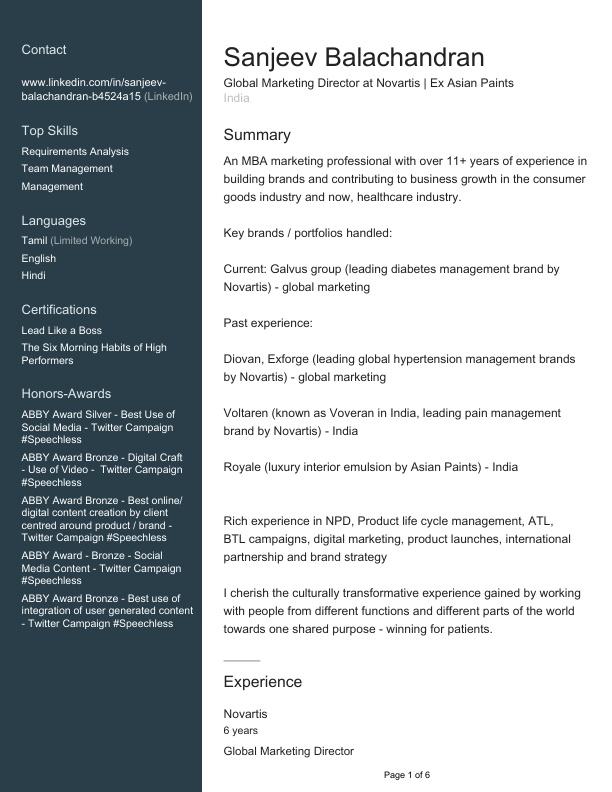 Contact
www.linkedin.com/in/sanjeev-
balachandran-b4524a15 (LinkedIn)
Top Skills
Requirements Analysis
Team Management
Management
Languages
Tamil (Limited Working)
English
Hindi
Certifications
Lead Like a Boss
The Six Morning Habits of High
Performers
Honors-Awards
ABBY Award Silver - Best Use of
Social Media - Twitter Campaign
#Speechless
ABBY Award Bronze - Digital Craft
- Use of Video - Twitter Campaign
#Speechless
ABBY Award Bronze - Best online/
digital content creation by client
centred around product / brand -
Twitter Campaign #Speechless
ABBY Award - Bronze - Social
Media Content - Twitter Campaign
#Speechless
ABBY Award Bronze - Best use of
integration of user generated content
- Twitter Campaign #Speechless
Sanjeev Balachandran
Global Marketing Director at Novartis | Ex Asian Paints
India
Summary
An MBA marketing professional with over 11+ years of experience in
building brands and contributing to business growth in the consumer
goods industry and now, healthcare industry.
Key brands / portfolios handled:
Current: Galvus group (leading diabetes management brand by
Novartis) - global marketing
Past experience:
Diovan, Exforge (leading global hypertension management brands
by Novartis) - global marketing
Voltaren (known as Voveran in India, leading pain management
brand by Novartis) - India
Royale (luxury interior emulsion by Asian Paints) - India
Rich experience in NPD, Product life cycle management, ATL,
BTL campaigns, digital marketing, product launches, international
partnership and brand strategy
I cherish the culturally transformative experience gained by working
with people from different functions and different parts of the world
towards one shared purpose - winning for patients.
Experience
Novartis
6 years
Global Marketing Director
Page 1 of 6